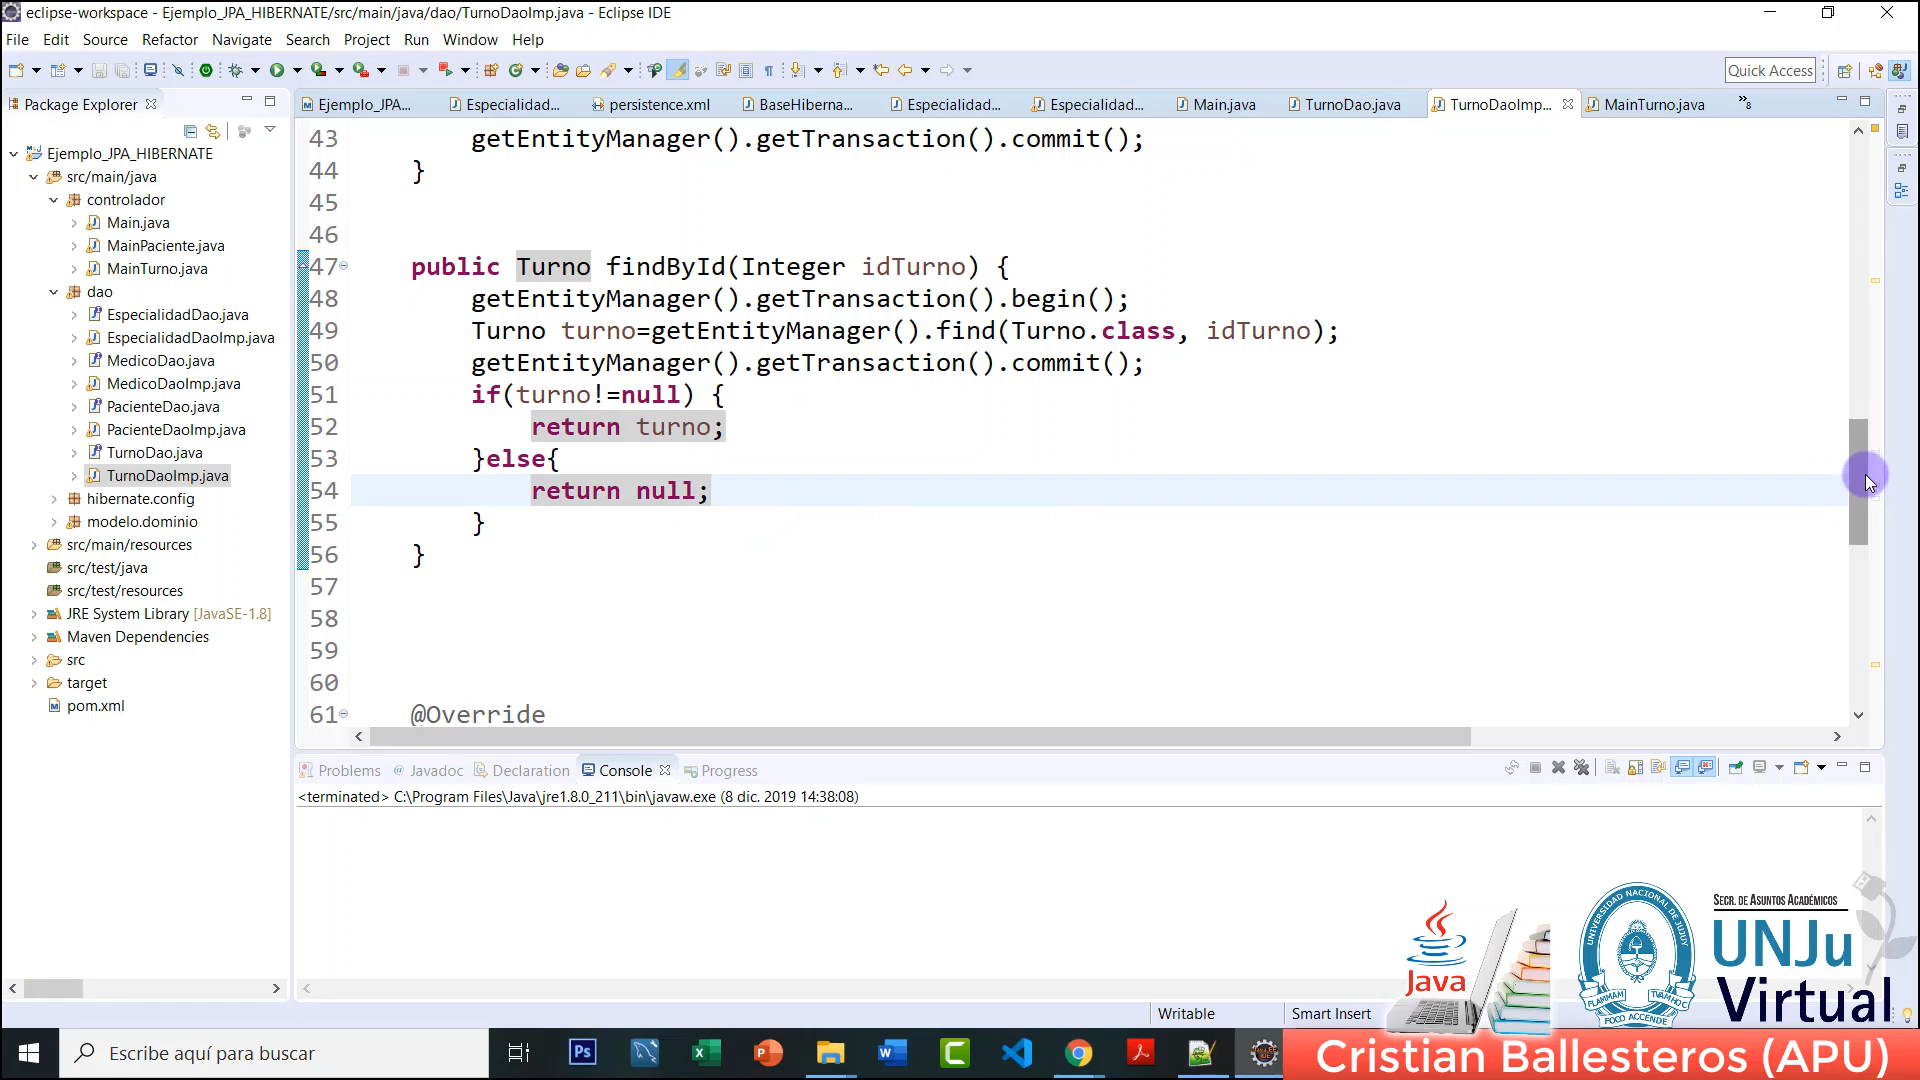 eclipse-workspace - Ejemplo_JPA_HIBERNATE/src/main/java/dao/TurnoDaoImp.java - Eclipse IDE
File Edit Source Refactor Navigate Search Project Run Window Help
Quick Access
Package Explorer
Ejemplo_JPA... Especialidad... persistence.xml BaseHiberna... Especialidad... Especialidad... Main.java TurnoDao.java TurnoDaoImp... MainTurno.java »8
Ejemplo_JPA_HIBERNATE
src/main/java
controlador
Main.java
MainPaciente.java
MainTurno.java
dao
EspecialidadDao.java
EspecialidadDaoImp.java
MedicoDao.java
MedicoDaoImp.java
PacienteDao.java
PacienteDaoImp.java
TurnoDao.java
TurnoDaoImp.java
hibernate.config
modelo.dominio
src/main/resources
src/test/java
src/test/resources
JRE System Library [JavaSE-1.8]
Maven Dependencies
src
target
pom.xml
43 getEntityManager().getTransaction().commit();
44 }
45
46
47 public Turno findById(Integer idTurno) {
48 getEntityManager().getTransaction().begin();
49 Turno turno=getEntityManager().find(Turno.class, idTurno);
50 getEntityManager().getTransaction().commit();
51 if(turno!=null) {
52 return turno;
53 }else{
54 return null;
55 }
56 }
57
58
59
60
61 @Override
Problems @ Javadoc Declaration Console Progress
<terminated> C:\Program Files\Java\jre1.8.0_211\bin\javaw.exe (8 dic. 2019 14:38:08)
Writable Smart Insert
Java
UNIVERSIDAD NACIONAL DE JUJUY
FOCO ACCENDE
SECR. DE ASUNTOS ACADÉMICOS
UNJu
Virtual
Escribe aquí para buscar
Cristian Ballesteros (APU)